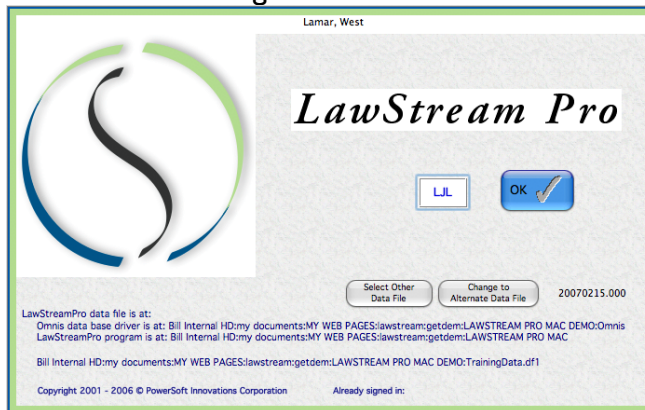 Lamar, West
LawStream Pro
LJL
OK
Select Other
Data File
Change to
Alternate Data File
20070215.000
LawStreamPro data file is at:
Omnis data base driver is at: Bill Internal HD:my documents:MY WEB PAGES:lawstream:getdem:LAWSTREAM PRO MAC DEMO:Omnis
LawStreamPro program is at: Bill Internal HD:my documents:MY WEB PAGES:lawstream:getdem:LAWSTREAM PRO MAC
Bill Internal HD:my documents:MY WEB PAGES:lawstream:getdem:LAWSTREAM PRO MAC DEMO:TrainingData.df1
Copyright 2001 - 2006 © PowerSoft Innovations Corporation
Already signed in: